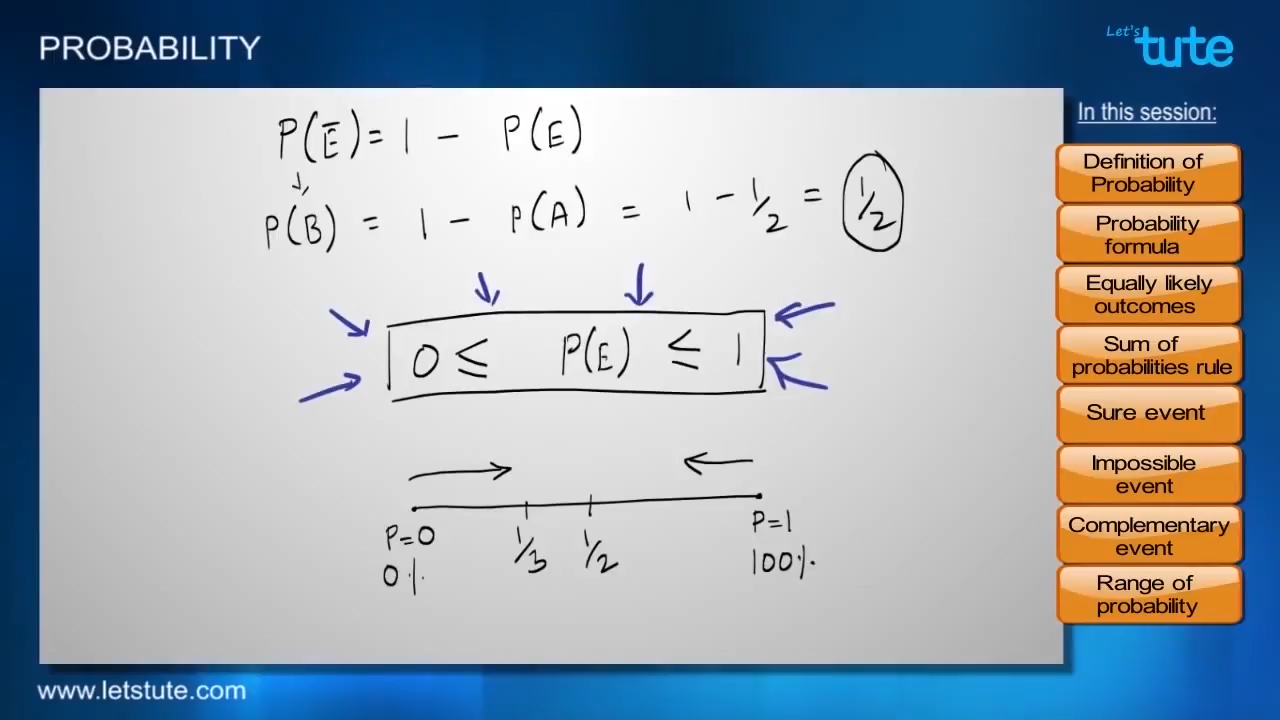 PROBABILITY
Let's
tute
In this session:
P(E̅) = 1 - P(E)
P(B) = 1 - P(A) = 1 - 1/2 = 1/2
0 ≤ P(E) ≤ 1
P=0 1/3 1/2 P=1
0% 100%
Definition of
Probability
Probability
formula
Equally likely
outcomes
Sum of
probabilities rule
Sure event
Impossible
event
Complementary
event
Range of
probability
www.letstute.com